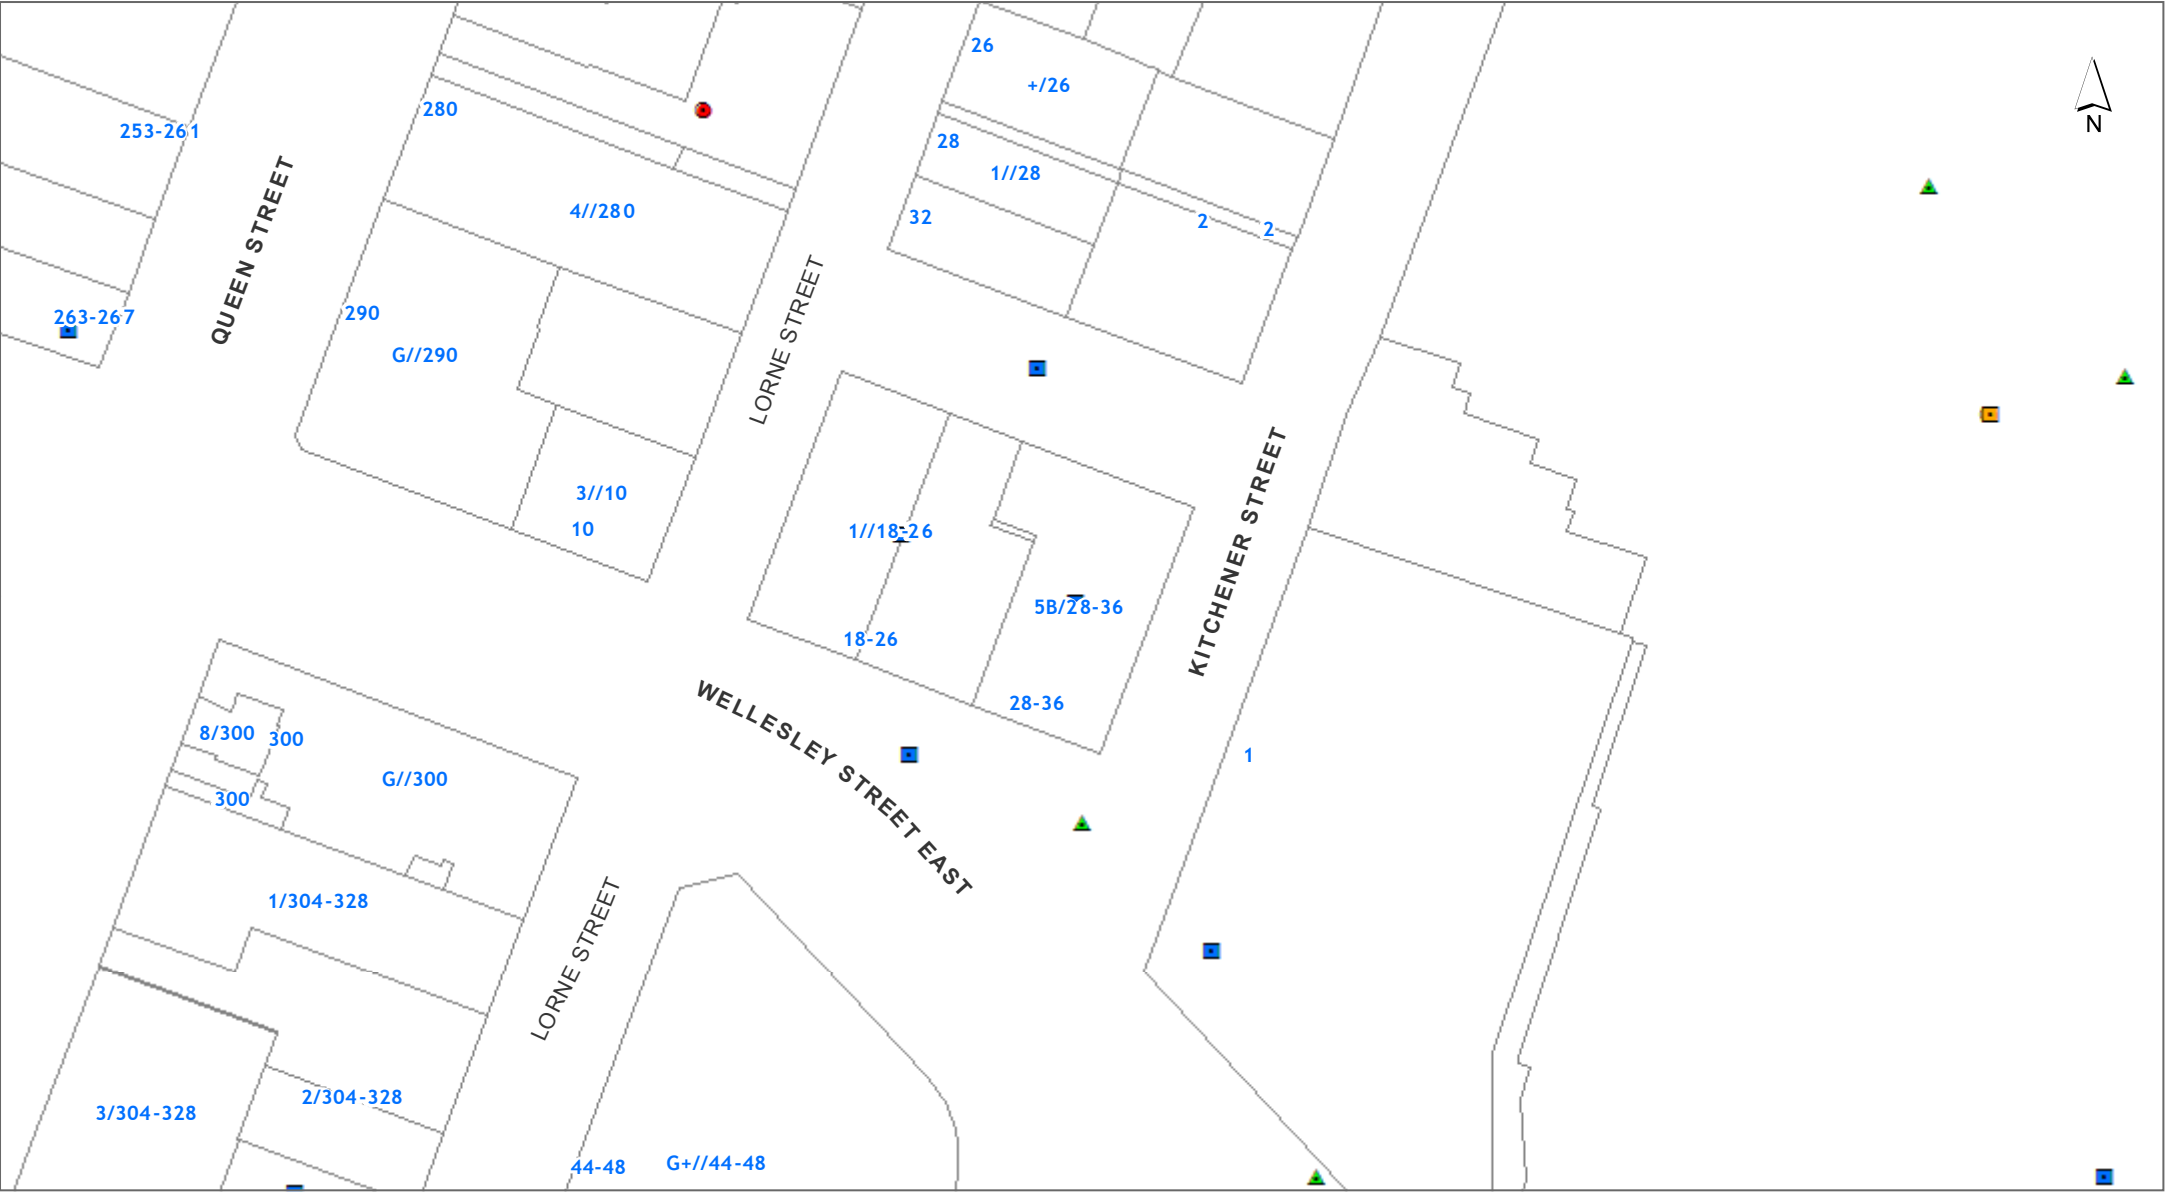 26
+/26
280
253-261
N
28
1//28
4//280
32
2
2
QUEEN STREET
290
263-267
LORNE STREET
G//290
3//10
10
1//18-26
KITCHENER STREET
5B/28-36
18-26
28-36
WELLESLEY STREET EAST
8/300
300
1
G//300
300
1/304-328
LORNE STREET
2/304-328
3/304-328
44-48
G+//44-48